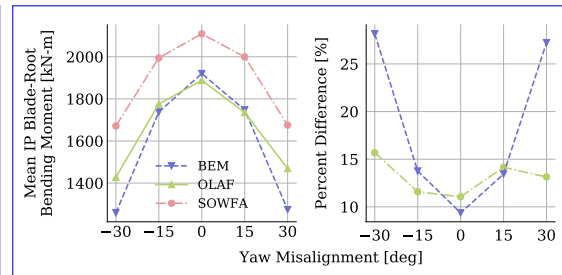 Mean IP Blade-Root
Bending Moment [kN-m]
2000
1800
1600
1400
BEM
OLAF
SOWFA
−30
−15
0
15
30
Percent Difference [%]
25
20
15
10
−30
−15
0
15
30
Yaw Misalignment [deg]